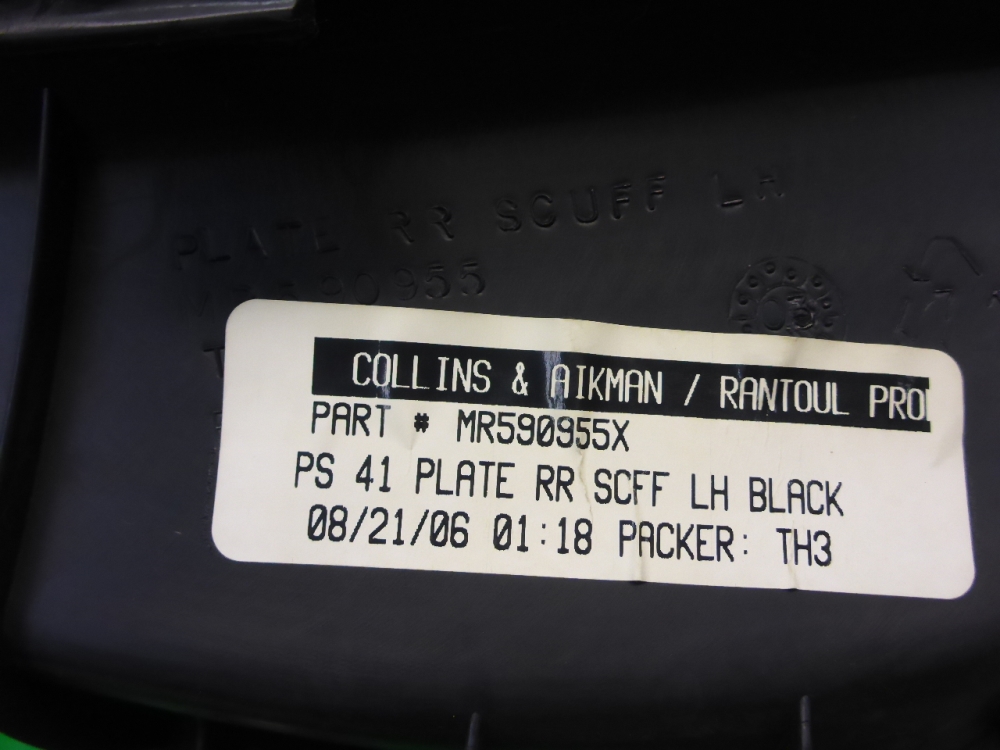 PLATE RR SCUFF LH
COLLINS & AIKMAN / RANTOUL PRO
PART # MR590955X
PS 41 PLATE RR SCFF LH BLACK
08/21/06 01:18 PACKER: TH3